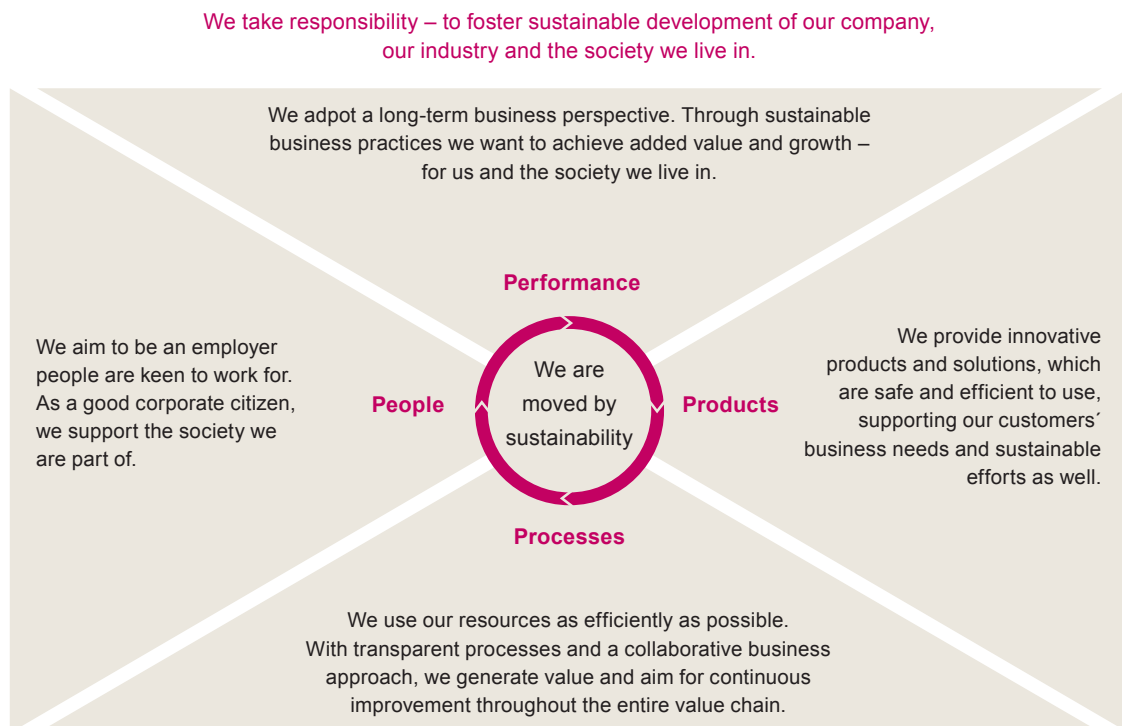 We take responsibility – to foster sustainable development of our company,
our industry and the society we live in.
We adpot a long-term business perspective. Through sustainable
business practices we want to achieve added value and growth –
for us and the society we live in.
Performance
We aim to be an employer
people are keen to work for.
As a good corporate citizen,
we support the society we
are part of.
People
We are
moved by
sustainability
Products
We provide innovative
products and solutions, which
are safe and efficient to use,
supporting our customers´
business needs and sustainable
efforts as well.
Processes
We use our resources as efficiently as possible.
With transparent processes and a collaborative business
approach, we generate value and aim for continuous
improvement throughout the entire value chain.